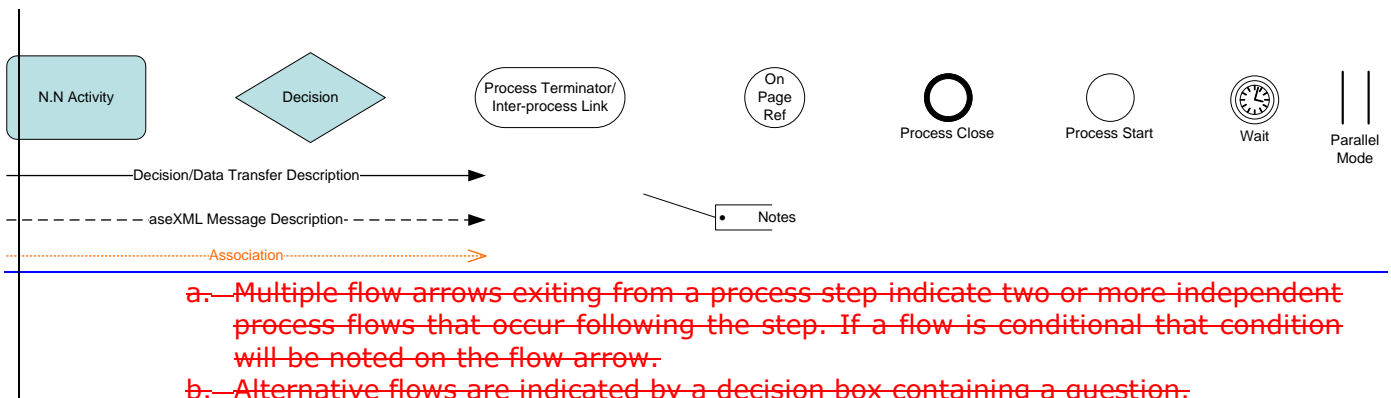 N.N Activity
Decision
Process Terminator/
Inter-process Link
On
Page
Ref
Process Close
Process Start
Wait
Parallel
Mode
Decision/Data Transfer Description
aseXML Message Description
Notes
Association
a. Multiple flow arrows exiting from a process step indicate two or more independent
process flows that occur following the step. If a flow is conditional that condition
will be noted on the flow arrow.
b. Alternative flows are indicated by a decision box containing a question.